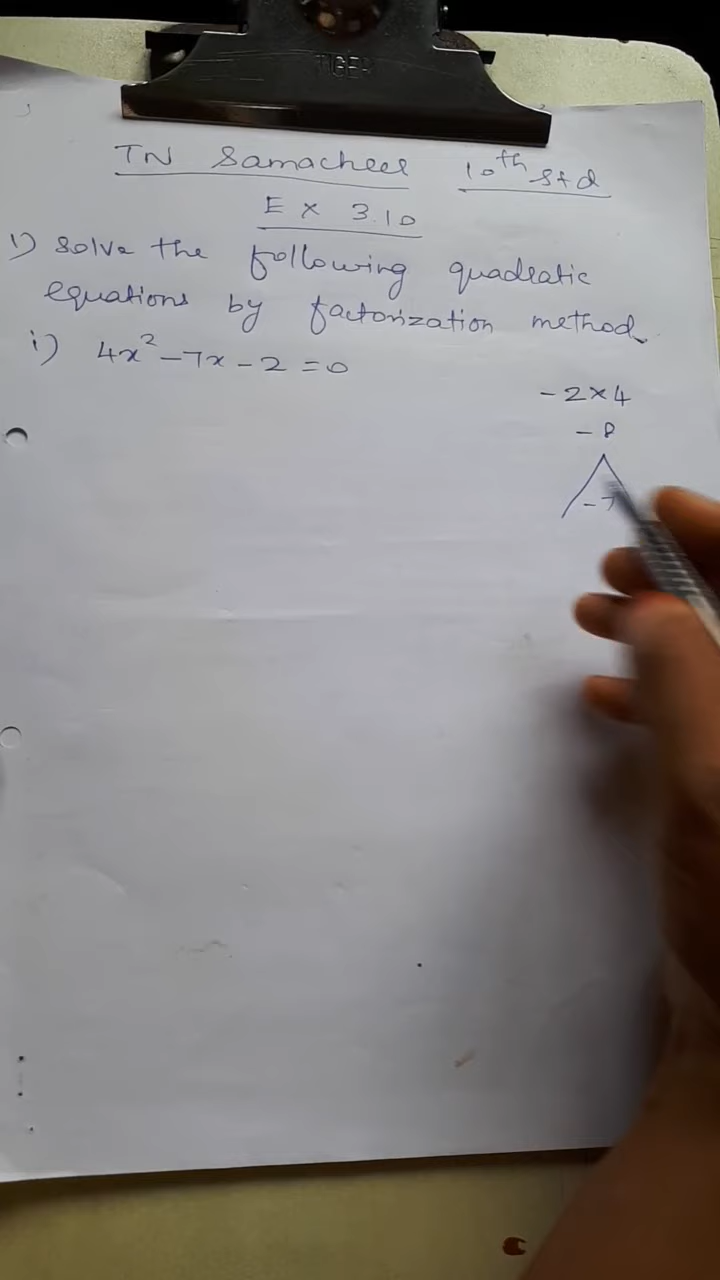 TIGER
TN Samacheer 10th Std
Ex 3.10
1) Solve the following quadratic
equations by factorization method.
i) 4x² - 7x - 2 = 0
-2 × 4
- 8
- 7